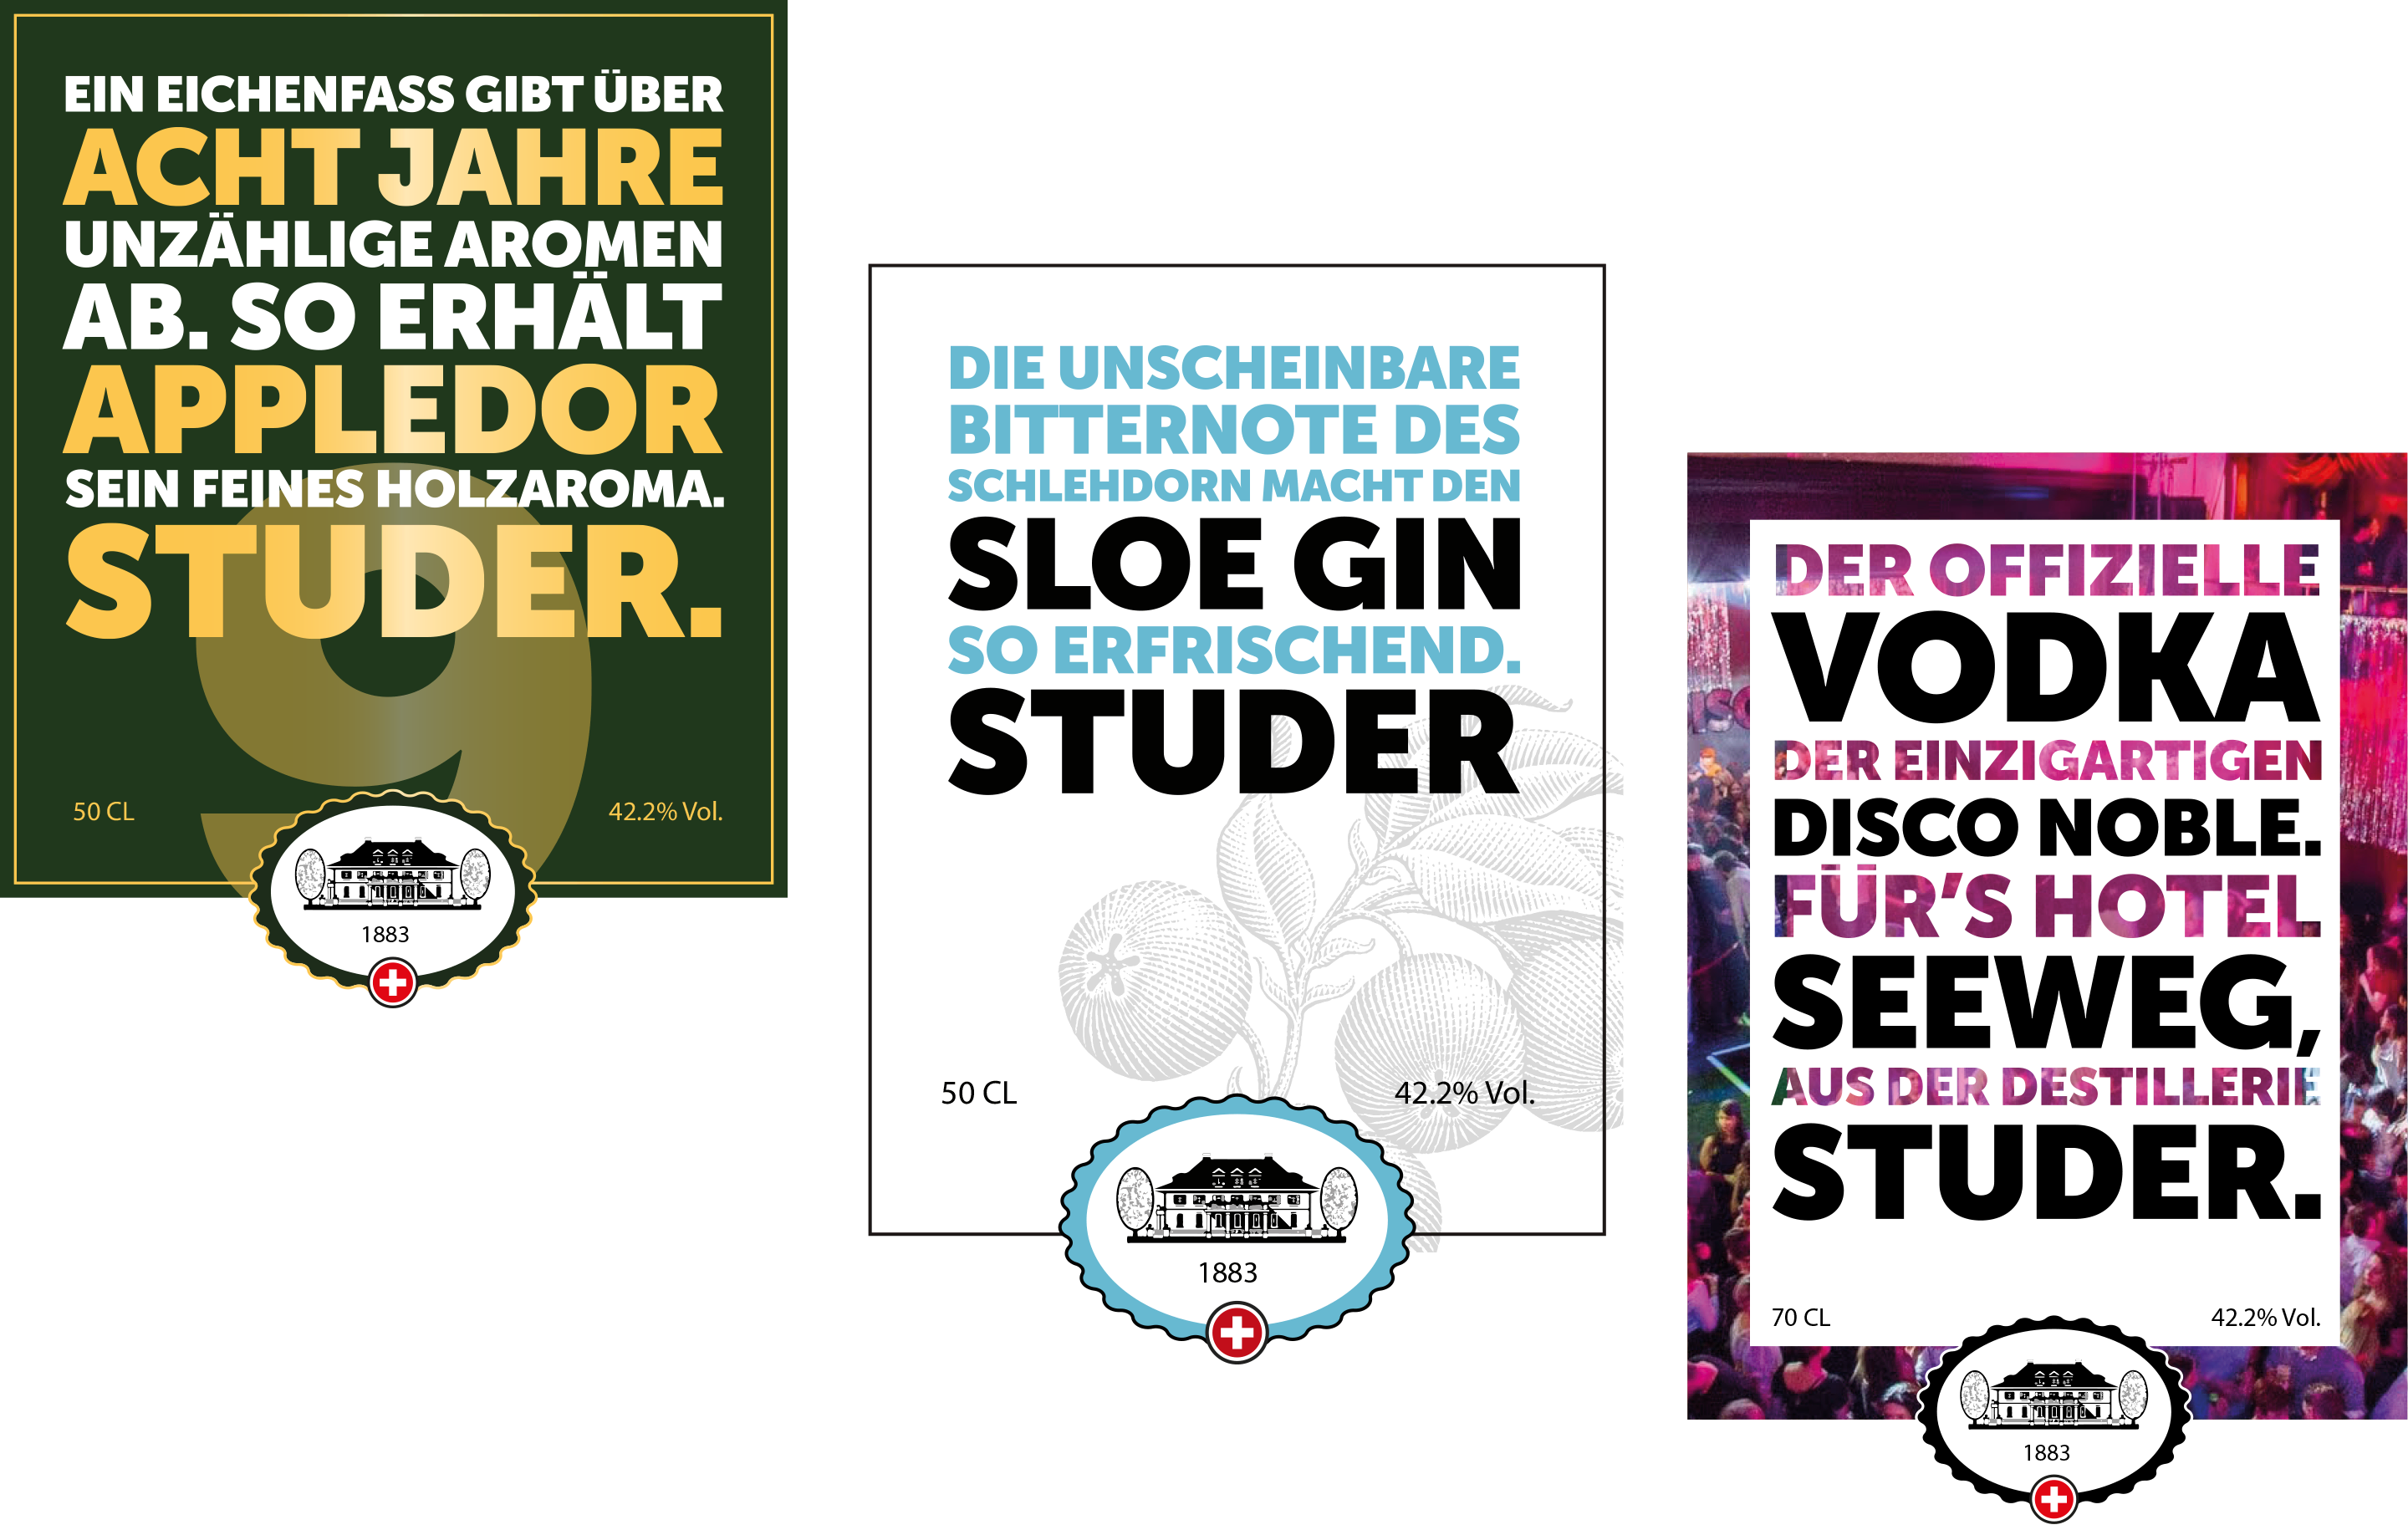 EIN EICHENFASS GIBT ÜBER
ACHT JAHRE
UNZÄHLIGE AROMEN
AB. SO ERHÄLT
APPLEDOR
SEIN FEINES HOLZAROMA.
STUDER.
9
50 CL
42.2% Vol.
1883
DIE UNSCHEINBARE
BITTERNOTE DES
SCHLEHDORN MACHT DEN
SLOE GIN
SO ERFRISCHEND.
STUDER
50 CL
42.2% Vol.
1883
DER OFFIZIELLE
VODKA
DER EINZIGARTIGEN
DISCO NOBLE.
FÜR'S HOTEL
SEEWEG,
AUS DER DESTILLERIE
STUDER.
70 CL
42.2% Vol.
1883